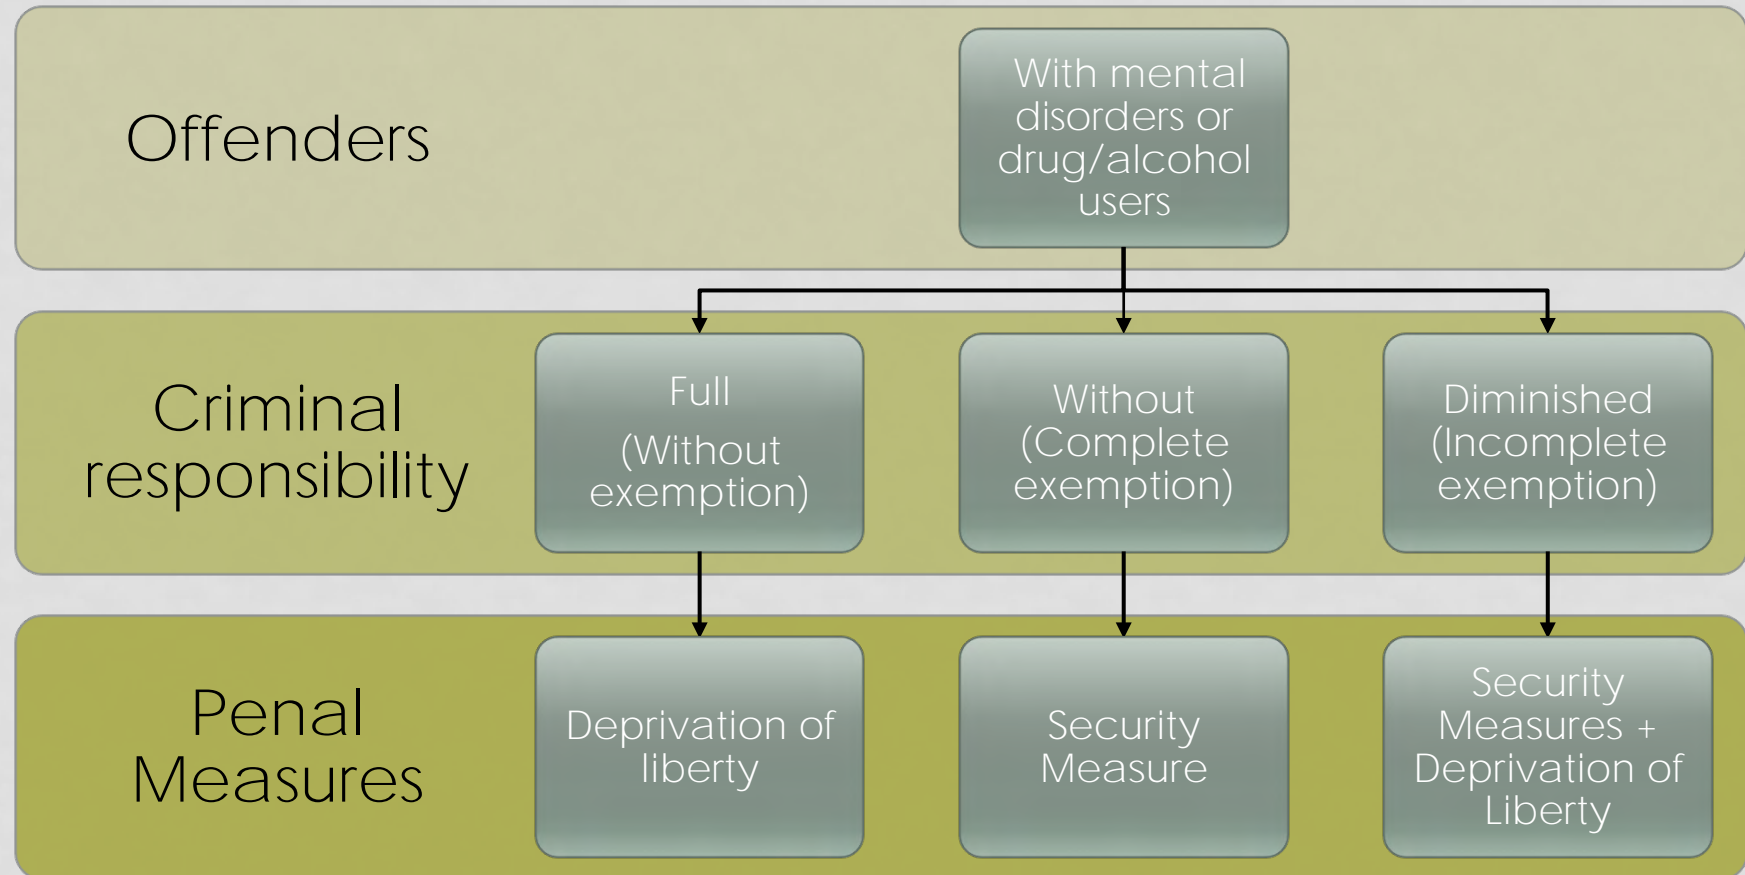 Offenders
With mental
disorders or
drug/alcohol
users
Criminal
responsibility
Full
(Without
exemption)
Without
(Complete
exemption)
Diminished
(Incomplete
exemption)
Penal
Measures
Deprivation of
liberty
Security
Measure
Security
Measures +
Deprivation of
Liberty